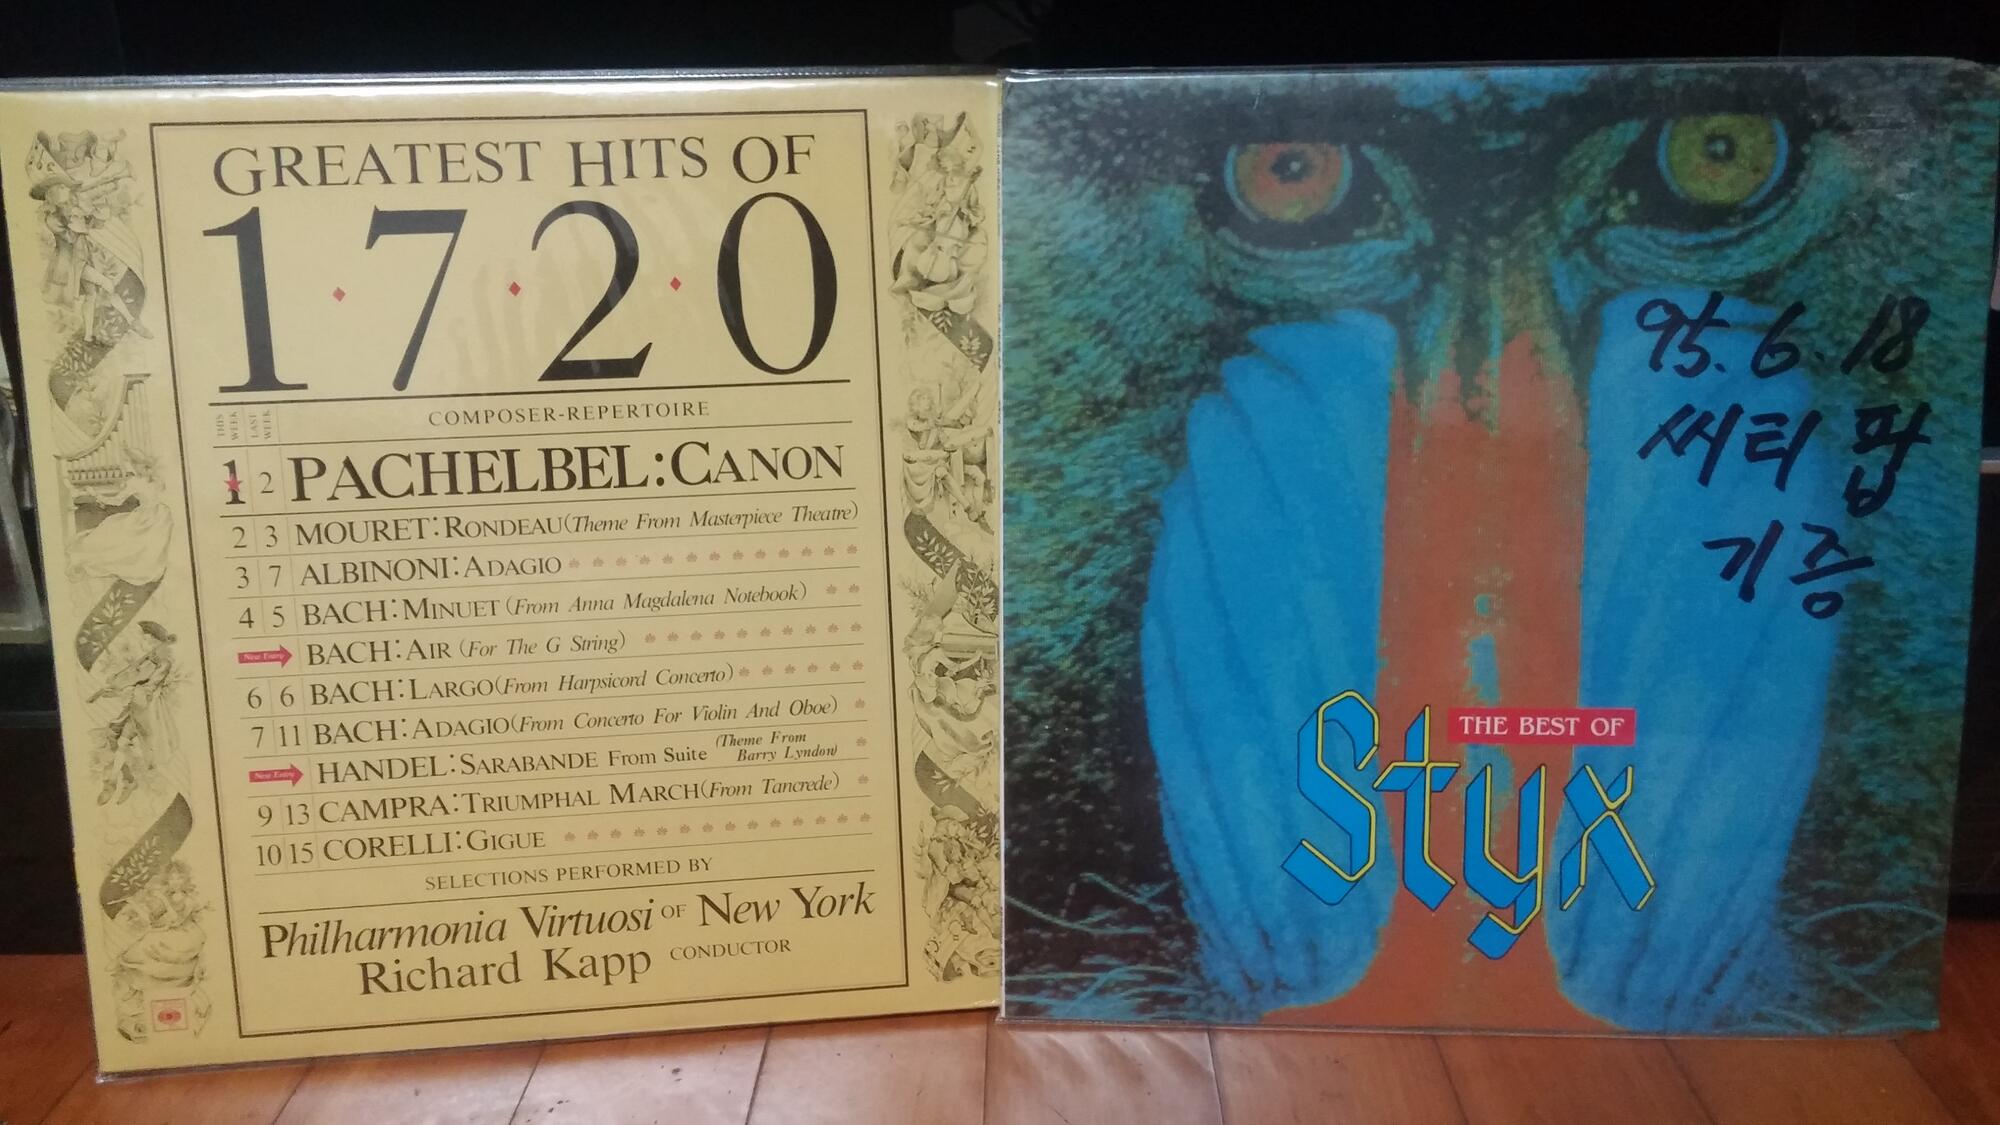 GREATEST HITS OF
1·7·2·0
THIS WEEK LAST WEEK COMPOSER-REPERTOIRE
1 2 PACHELBEL: CANON
2 3 MOURET: RONDEAU (Theme From Masterpiece Theatre)
3 7 ALBINONI: ADAGIO
4 5 BACH: MINUET (From Anna Magdalena Notebook)
New Entry BACH: AIR (For The G String)
6 6 BACH: LARGO (From Harpsicord Concerto)
7 11 BACH: ADAGIO (From Concerto For Violin And Oboe)
New Entry HANDEL: SARABANDE From Suite (Theme From Barry Lyndon)
9 13 CAMPRA: TRIUMPHAL MARCH (From Tancrede)
10 15 CORELLI: GIGUE
SELECTIONS PERFORMED BY
Philharmonia Virtuosi OF New York
Richard Kapp CONDUCTOR
95.6.18
씨티 팝
기증
THE BEST OF
Styx